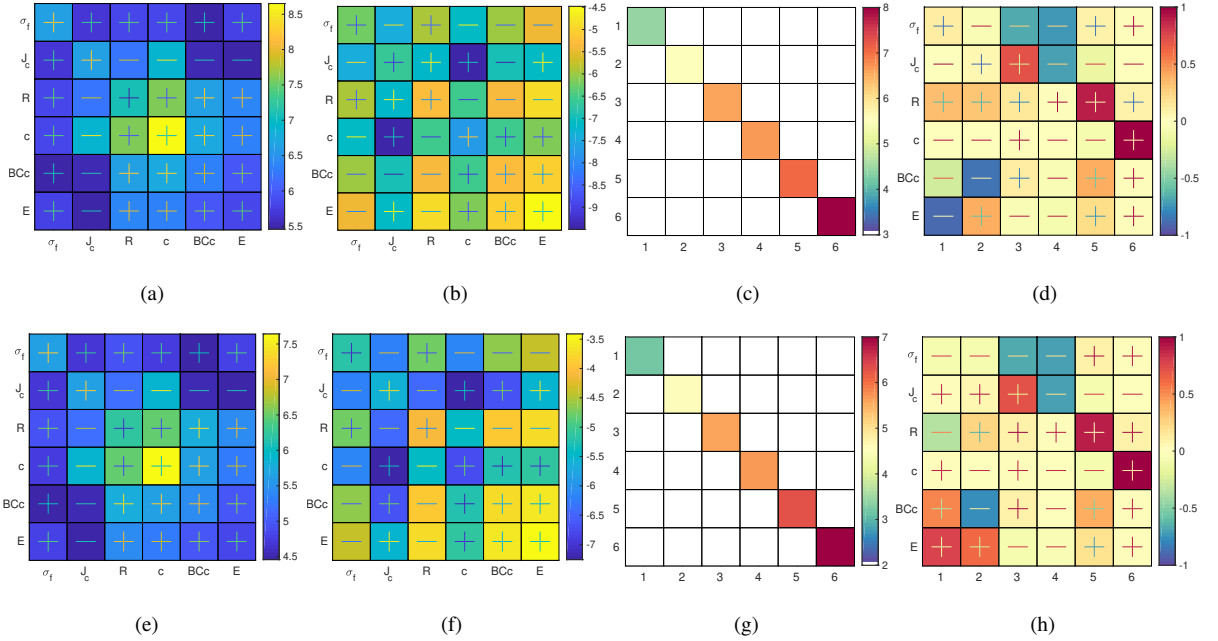 σf Jc R c BCc E
σf Jc R c BCc E
8.5 8 7.5 7 6.5 6 5.5
(a)
σf Jc R c BCc E
σf Jc R c BCc E
-4.5 -5 -5.5 -6 -6.5 -7 -7.5 -8 -8.5 -9
(b)
1 2 3 4 5 6
1 2 3 4 5 6
8 7 6 5 4 3
(c)
σf Jc R c BCc E
1 2 3 4 5 6
1 0.5 0 -0.5 -1
(d)
σf Jc R c BCc E
σf Jc R c BCc E
7.5 7 6.5 6 5.5 5 4.5
(e)
σf Jc R c BCc E
σf Jc R c BCc E
-3.5 -4 -4.5 -5 -5.5 -6 -6.5 -7
(f)
1 2 3 4 5 6
1 2 3 4 5 6
7 6 5 4 3 2
(g)
σf Jc R c BCc E
1 2 3 4 5 6
1 0.5 0 -0.5 -1
(h)